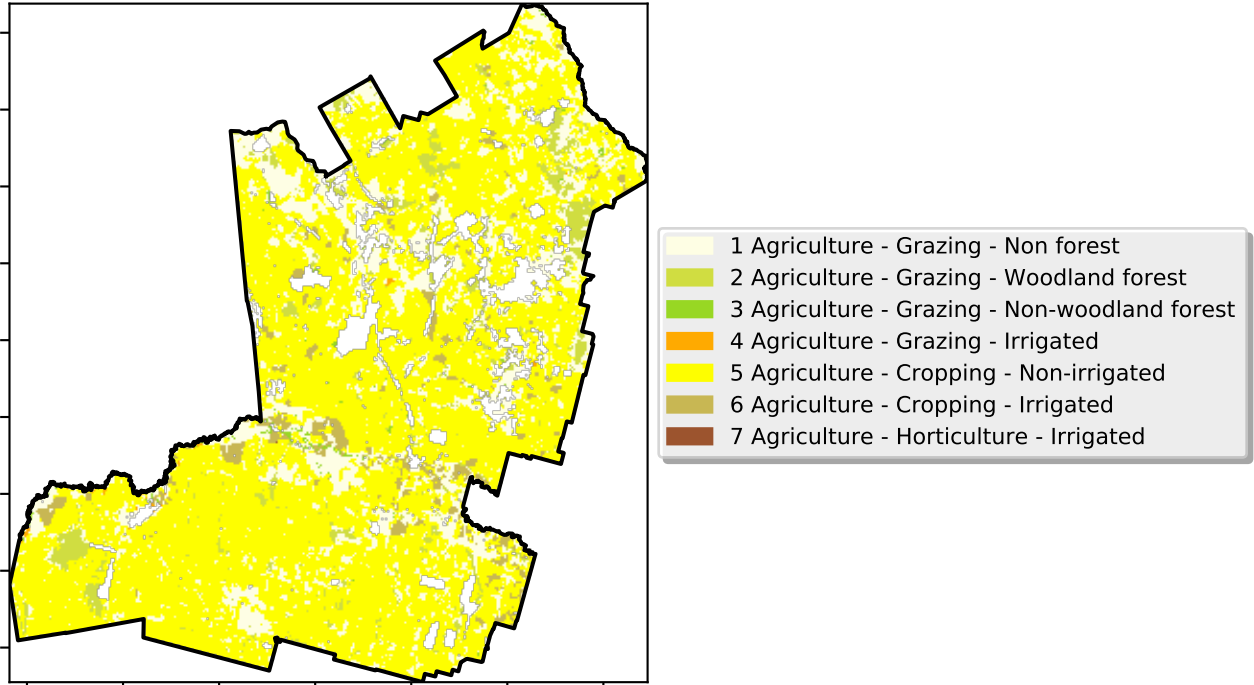 1 Agriculture - Grazing - Non forest
2 Agriculture - Grazing - Woodland forest
3 Agriculture - Grazing - Non-woodland forest
4 Agriculture - Grazing - Irrigated
5 Agriculture - Cropping - Non-irrigated
6 Agriculture - Cropping - Irrigated
7 Agriculture - Horticulture - Irrigated